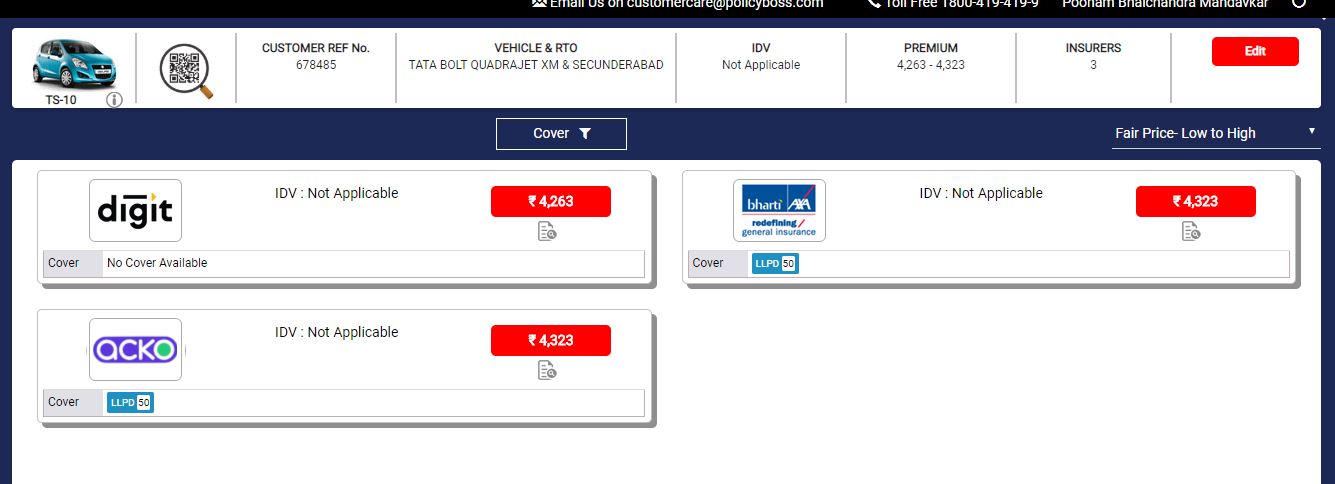 Email Us on customercare@policyboss.com
Toll Free 1800-419-419-9
Poonam Bhalchandra Mandavkar
TS-10
CUSTOMER REF No.
678485
VEHICLE & RTO
TATA BOLT QUADRAJET XM & SECUNDERABAD
IDV
Not Applicable
PREMIUM
4,263 - 4,323
INSURERS
3
Edit
Cover
Fair Price- Low to High
digit
IDV : Not Applicable
₹ 4,263
Cover
No Cover Available
bharti AXA
redefining /
general insurance
IDV : Not Applicable
₹ 4,323
Cover
LLPD 50
acko
IDV : Not Applicable
₹ 4,323
Cover
LLPD 50